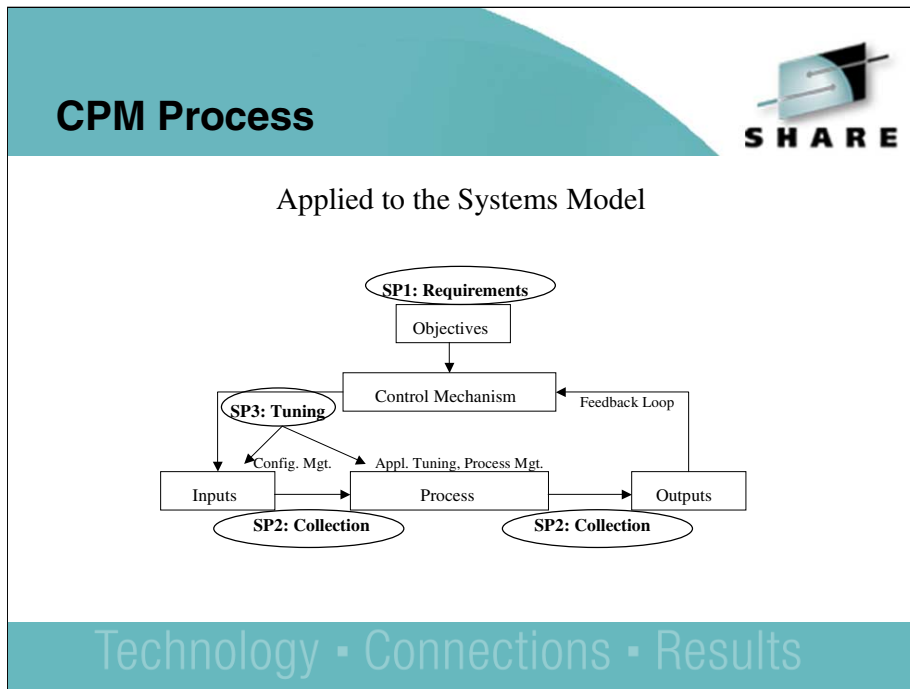 CPM Process
SHARE
Applied to the Systems Model
SP1: Requirements
Objectives
Control Mechanism
Feedback Loop
SP3: Tuning
Config. Mgt.
Appl. Tuning, Process Mgt.
Inputs
Process
Outputs
SP2: Collection
SP2: Collection
Technology ▪ Connections ▪ Results